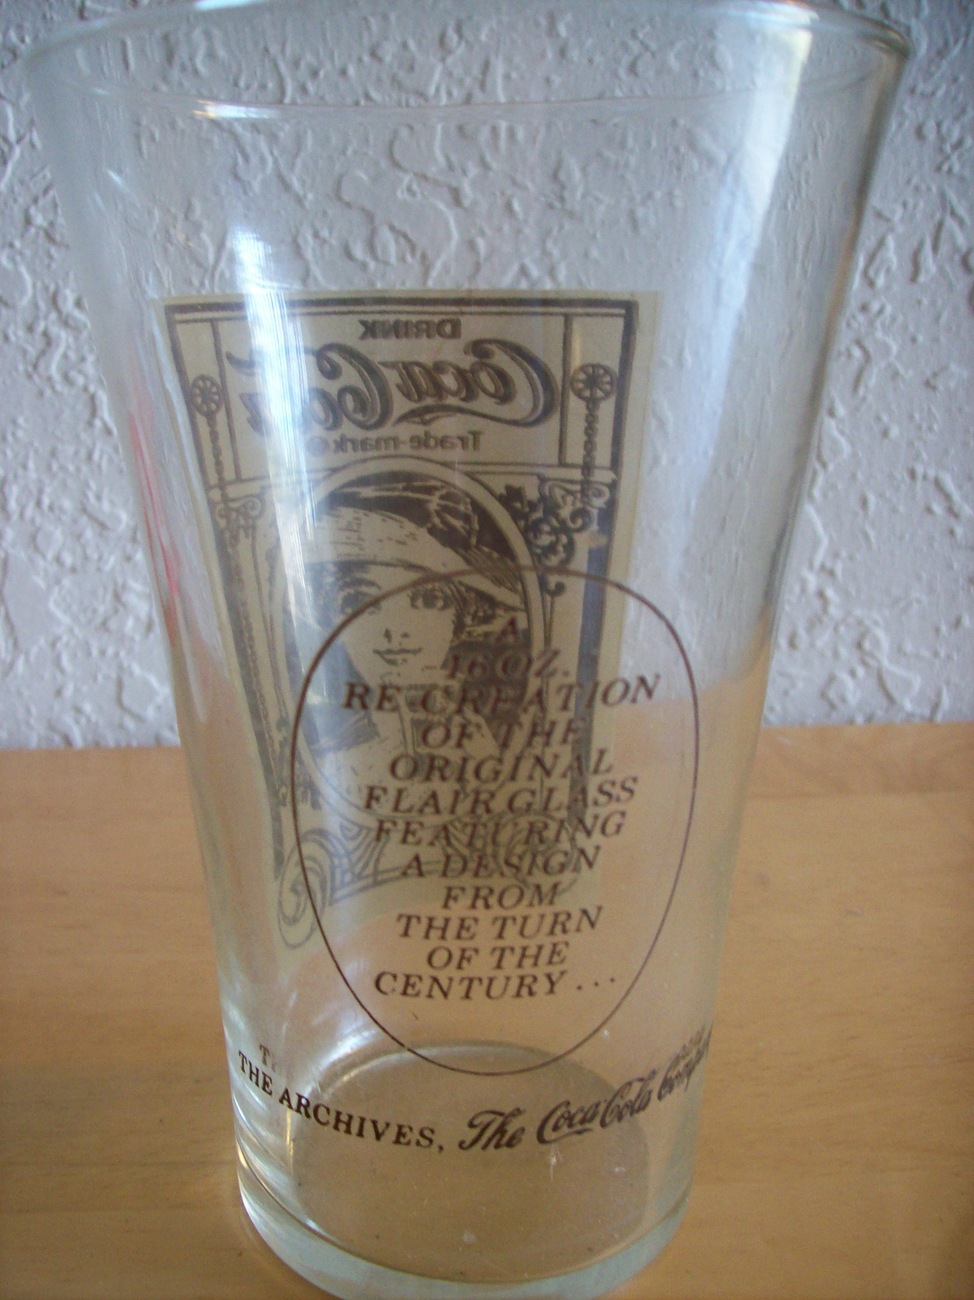 DRINK
Coca-Cola
Trade-mark ®
A
16 OZ.
RE-CREATION
OF THE
ORIGINAL
FLAIR GLASS
FEATURING
A DESIGN
FROM
THE TURN
OF THE
CENTURY...
THE ARCHIVES, The Coca-Cola Company